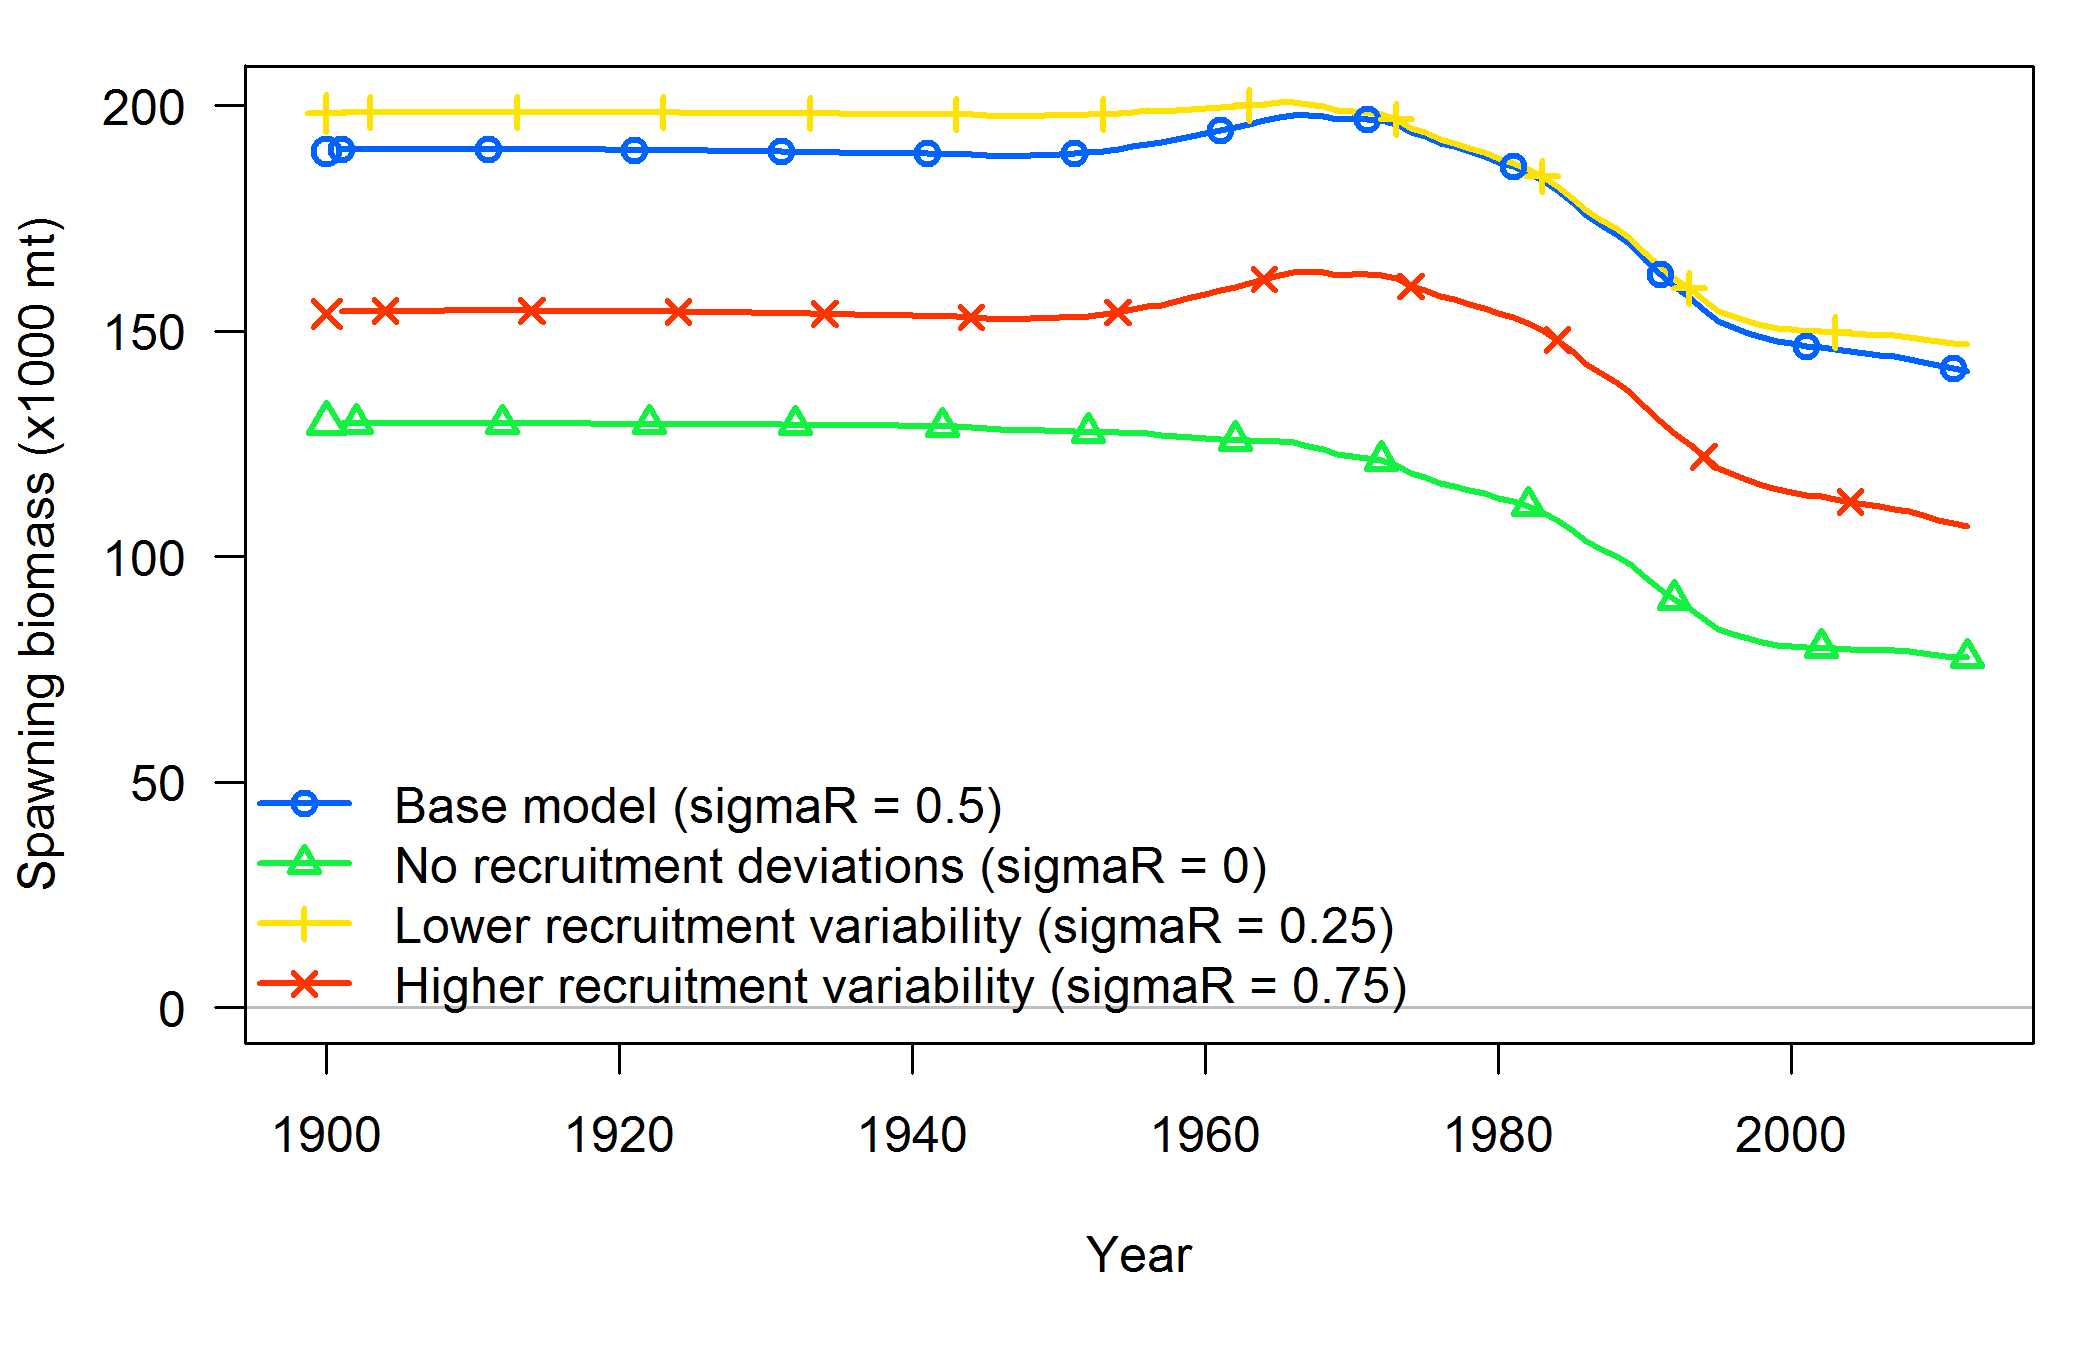 Spawning biomass (x1000 mt)
200
150
100
50
0
Base model (sigmaR = 0.5)
No recruitment deviations (sigmaR = 0)
Lower recruitment variability (sigmaR = 0.25)
Higher recruitment variability (sigmaR = 0.75)
1900 1920 1940 1960 1980 2000
Year